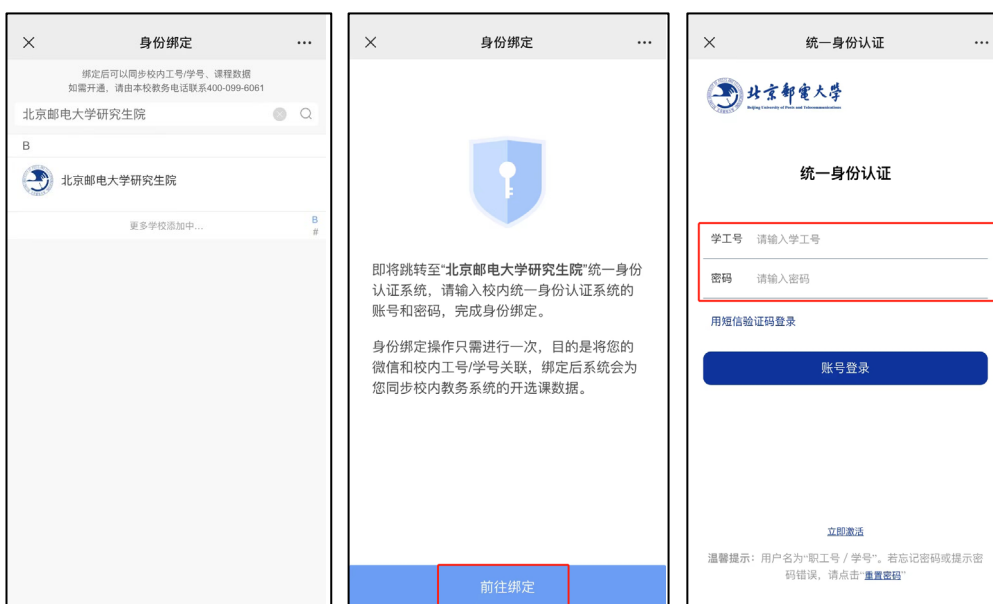 身份绑定
绑定后可以同步校内工号/学号、课程数据
如需开通，请由本校教务电话联系400-099-6061
北京邮电大学研究生院
B
北京邮电大学研究生院
更多学校添加中...
B
#
身份绑定
即将跳转至“北京邮电大学研究生院”统一身份
认证系统，请输入校内统一身份认证系统的
账号和密码，完成身份绑定。
身份绑定操作只需进行一次，目的是将您的
微信和校内工号/学号关联，绑定后系统会为
您同步校内教务系统的开选课数据。
前往绑定
统一身份认证
北京郵電大學
Beijing University of Posts and Telecommunications
统一身份认证
学工号 请输入学工号
密码 请输入密码
用短信验证码登录
账号登录
立即激活
温馨提示：用户名为“职工号 / 学号”。若忘记密码或提示密
码错误，请点击“重置密码”